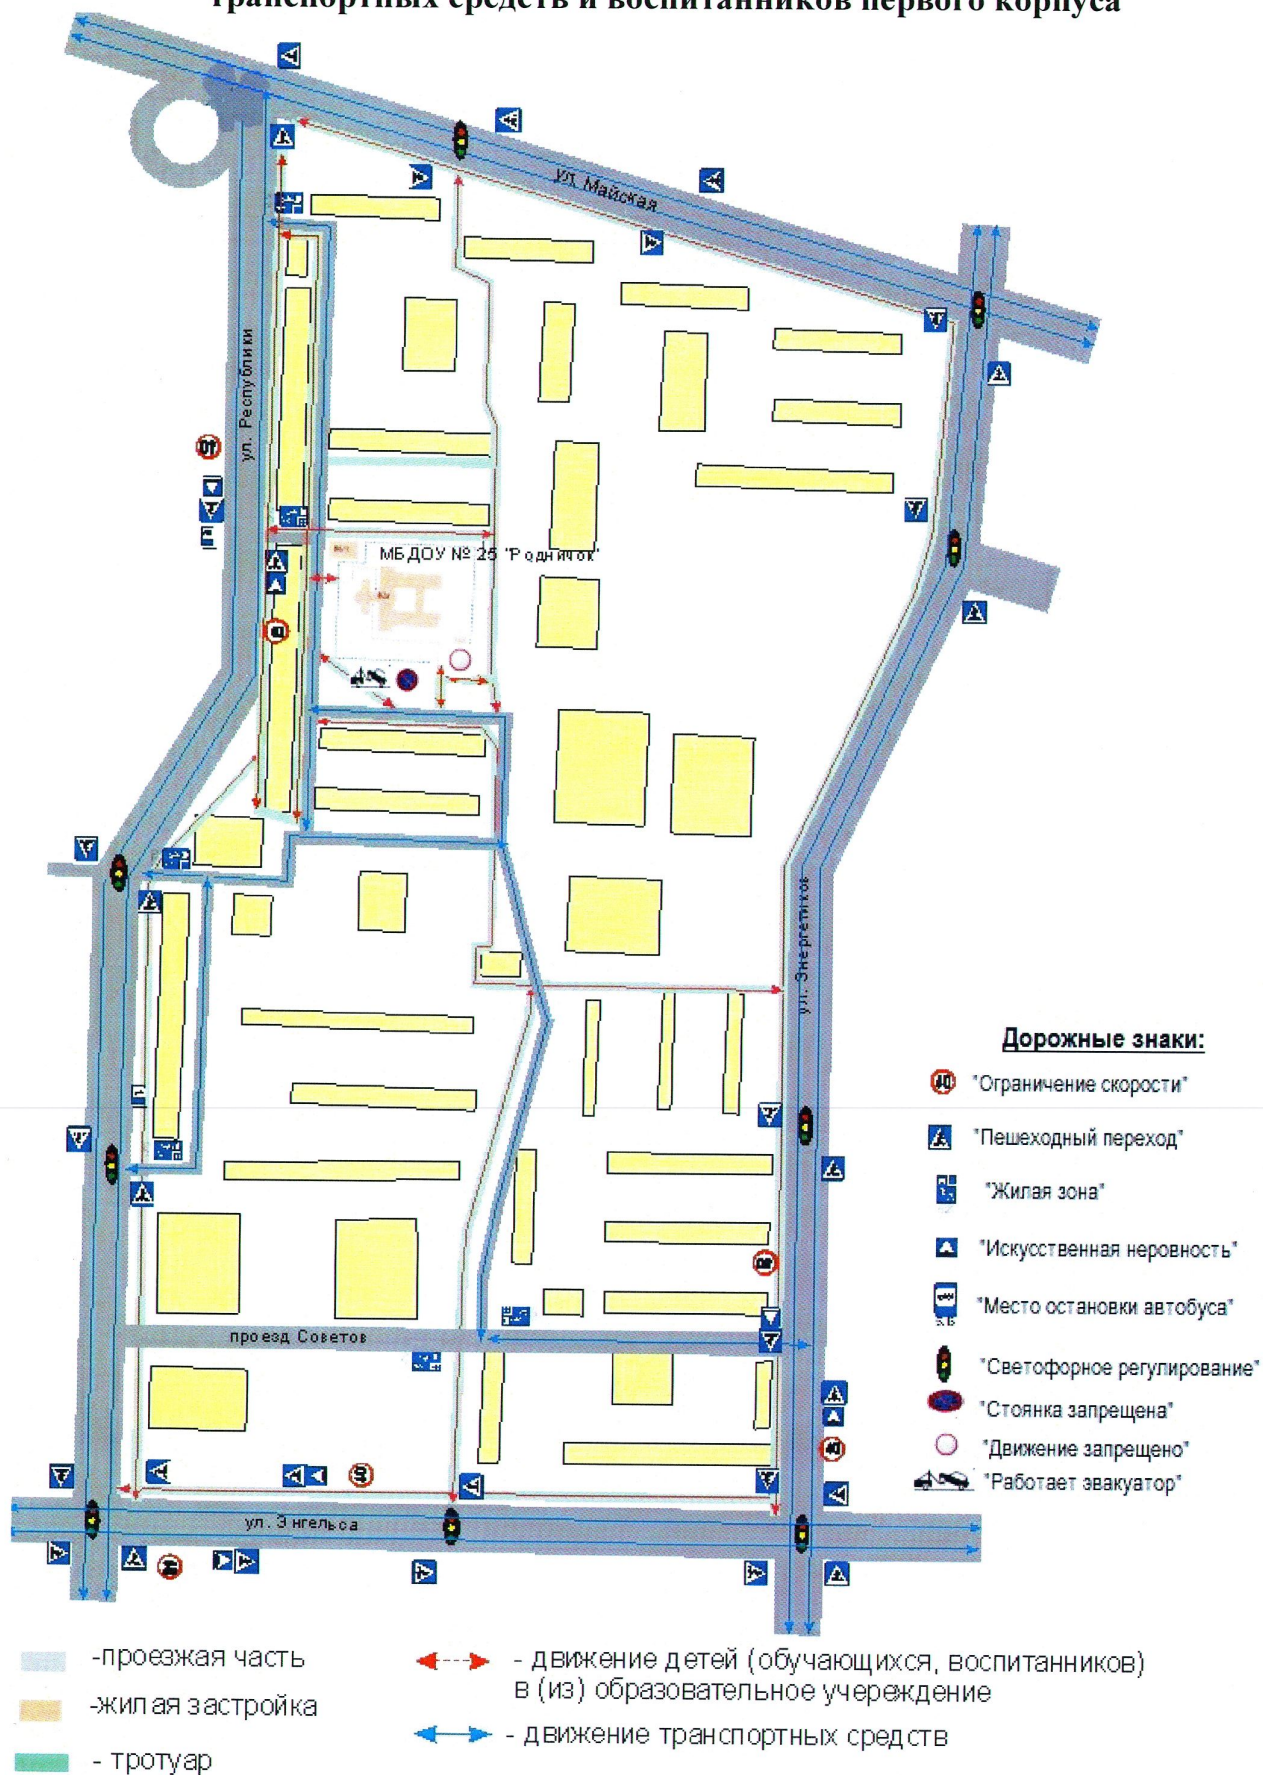 транспортных средств и воспитанников первого корпуса
ул. Майская
ул. Республики
МБДОУ № 25 "Родничок"
ул. Энергетиков
проезд Советов
ул. Энгельса
Дорожные знаки:
40 "Ограничение скорости"
"Пешеходный переход"
"Жилая зона"
"Искусственная неровность"
"Место остановки автобуса"
"Светофорное регулирование"
"Стоянка запрещена"
"Движение запрещено"
"Работает эвакуатор"
-проезжая часть
-жилая застройка
- тротуар
- движение детей (обучающихся, воспитанников)
в (из) образовательное учереждение
- движение транспортных средств